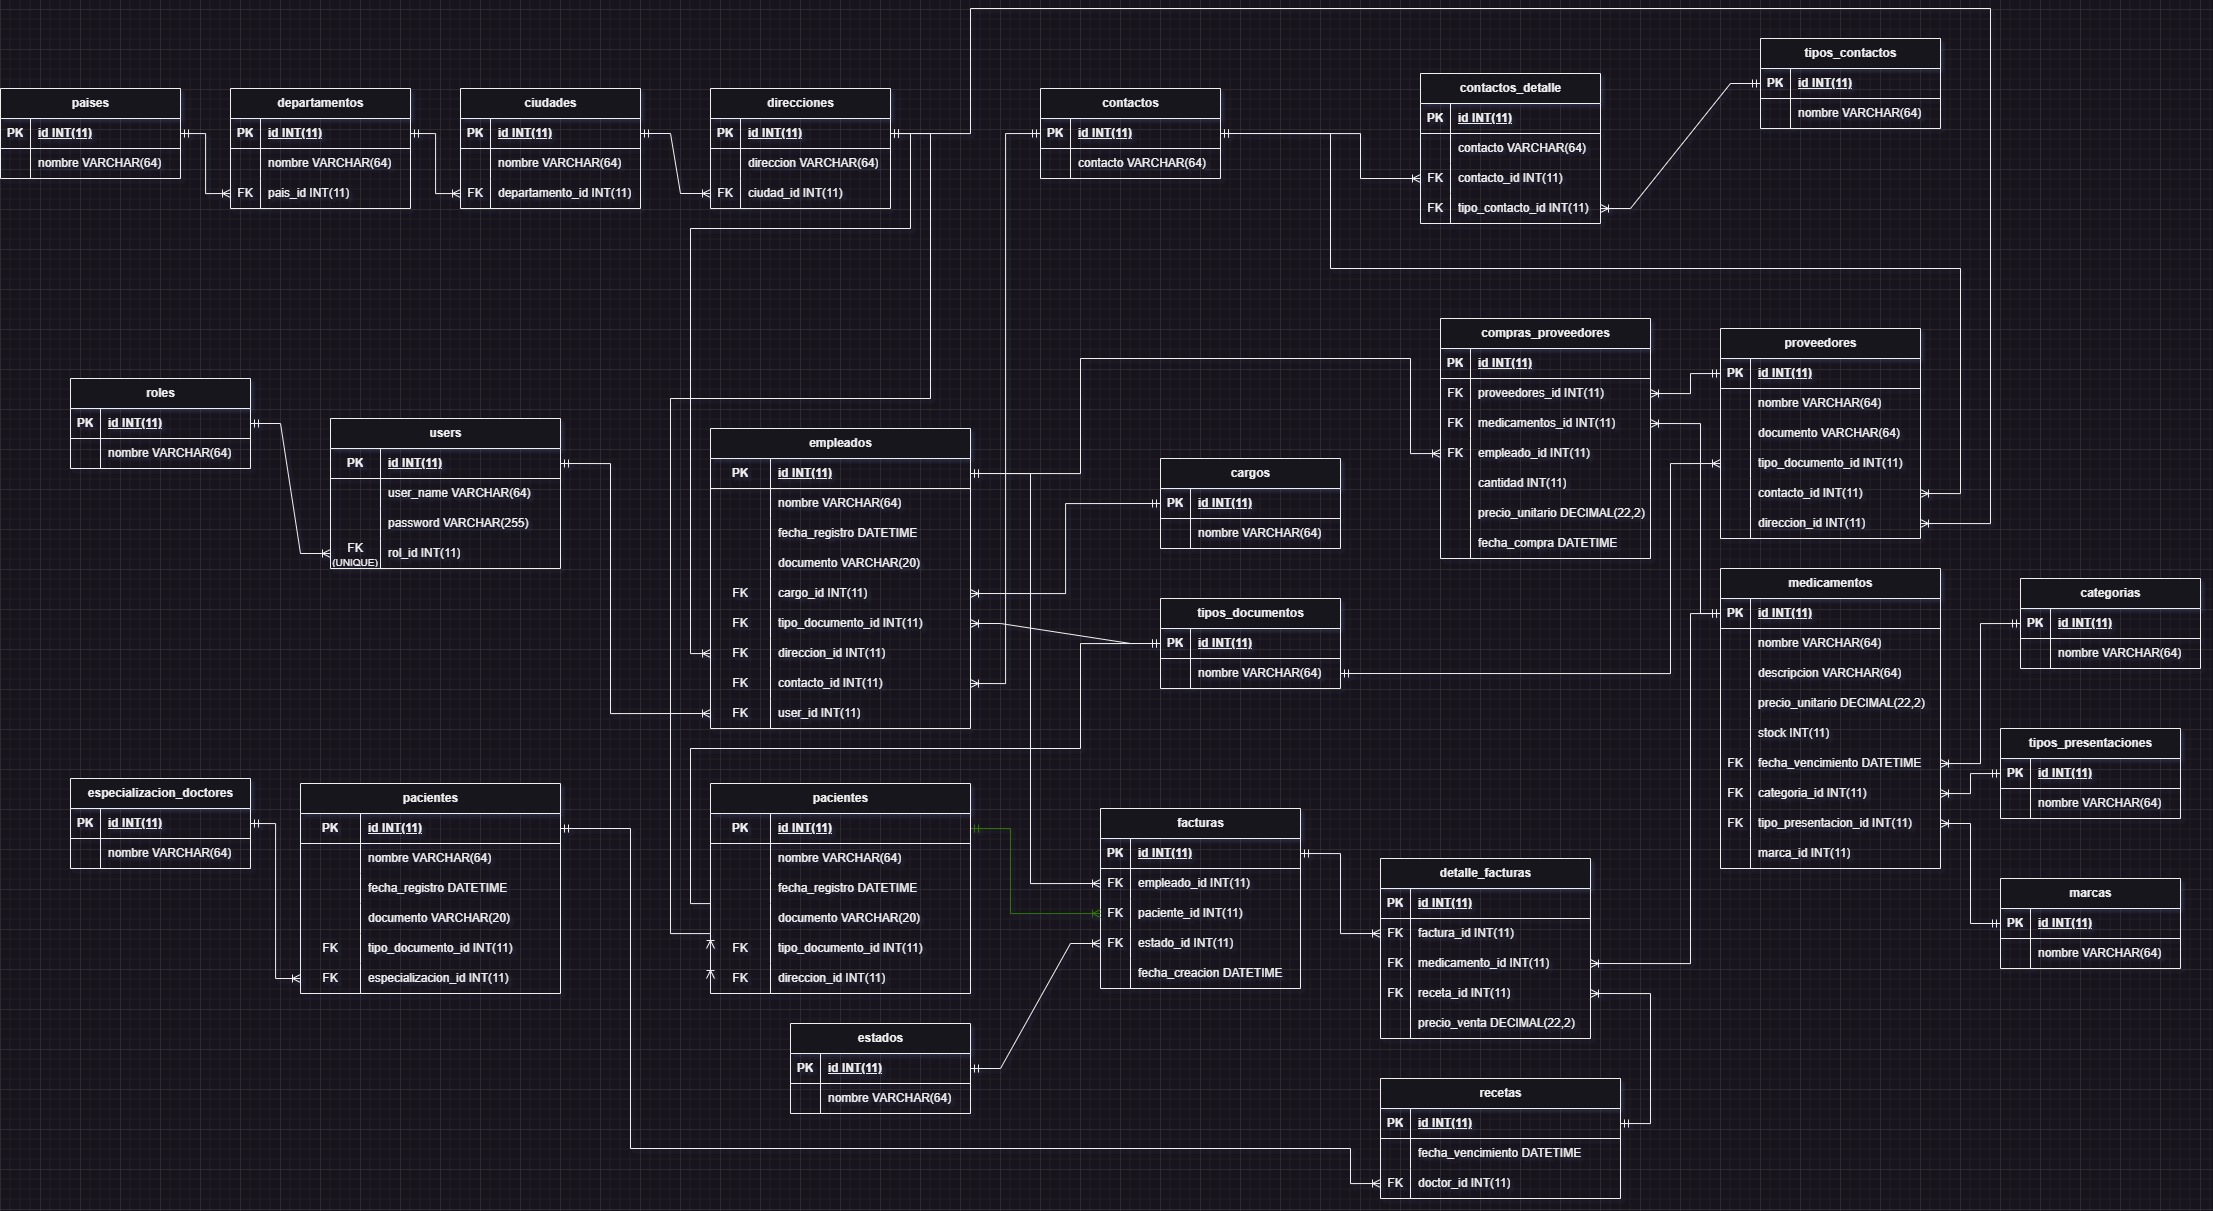 paises
PK id INT(11)
nombre VARCHAR(64)
departamentos
PK id INT(11)
nombre VARCHAR(64)
FK pais_id INT(11)
ciudades
PK id INT(11)
nombre VARCHAR(64)
FK departamento_id INT(11)
direcciones
PK id INT(11)
direccion VARCHAR(64)
FK ciudad_id INT(11)
contactos
PK id INT(11)
contacto VARCHAR(64)
contactos_detalle
PK id INT(11)
contacto VARCHAR(64)
FK contacto_id INT(11)
FK tipo_contacto_id INT(11)
tipos_contactos
PK id INT(11)
nombre VARCHAR(64)
roles
PK id INT(11)
nombre VARCHAR(64)
users
PK id INT(11)
user_name VARCHAR(64)
password VARCHAR(255)
FK (UNIQUE) rol_id INT(11)
empleados
PK id INT(11)
nombre VARCHAR(64)
fecha_registro DATETIME
documento VARCHAR(20)
FK cargo_id INT(11)
FK tipo_documento_id INT(11)
FK direccion_id INT(11)
FK contacto_id INT(11)
FK user_id INT(11)
cargos
PK id INT(11)
nombre VARCHAR(64)
tipos_documentos
PK id INT(11)
nombre VARCHAR(64)
compras_proveedores
PK id INT(11)
FK proveedores_id INT(11)
FK medicamentos_id INT(11)
FK empleado_id INT(11)
cantidad INT(11)
precio_unitario DECIMAL(22,2)
fecha_compra DATETIME
proveedores
PK id INT(11)
nombre VARCHAR(64)
documento VARCHAR(64)
tipo_documento_id INT(11)
contacto_id INT(11)
direccion_id INT(11)
medicamentos
PK id INT(11)
nombre VARCHAR(64)
descripcion VARCHAR(64)
precio_unitario DECIMAL(22,2)
stock INT(11)
FK fecha_vencimiento DATETIME
FK categoria_id INT(11)
FK tipo_presentacion_id INT(11)
marca_id INT(11)
categorias
PK id INT(11)
nombre VARCHAR(64)
tipos_presentaciones
PK id INT(11)
nombre VARCHAR(64)
marcas
PK id INT(11)
nombre VARCHAR(64)
especializacion_doctores
PK id INT(11)
nombre VARCHAR(64)
pacientes
PK id INT(11)
nombre VARCHAR(64)
fecha_registro DATETIME
documento VARCHAR(20)
FK tipo_documento_id INT(11)
FK especializacion_id INT(11)
pacientes
PK id INT(11)
nombre VARCHAR(64)
fecha_registro DATETIME
documento VARCHAR(20)
FK tipo_documento_id INT(11)
FK direccion_id INT(11)
facturas
PK id INT(11)
FK empleado_id INT(11)
FK paciente_id INT(11)
FK estado_id INT(11)
fecha_creacion DATETIME
detalle_facturas
PK id INT(11)
FK factura_id INT(11)
FK medicamento_id INT(11)
FK receta_id INT(11)
precio_venta DECIMAL(22,2)
estados
PK id INT(11)
nombre VARCHAR(64)
recetas
PK id INT(11)
fecha_vencimiento DATETIME
FK doctor_id INT(11)